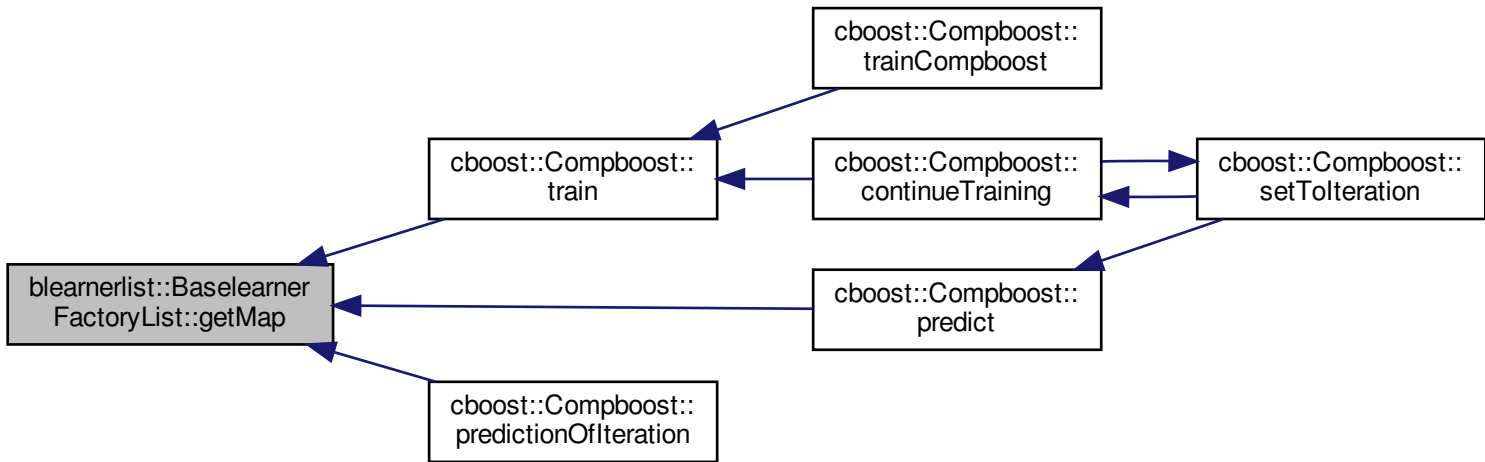 cboost::Compboost::
trainCompboost
cboost::Compboost::
train
cboost::Compboost::
continueTraining
cboost::Compboost::
setToIteration
blearnerlist::Baselearner
FactoryList::getMap
cboost::Compboost::
predict
cboost::Compboost::
predictionOfIteration